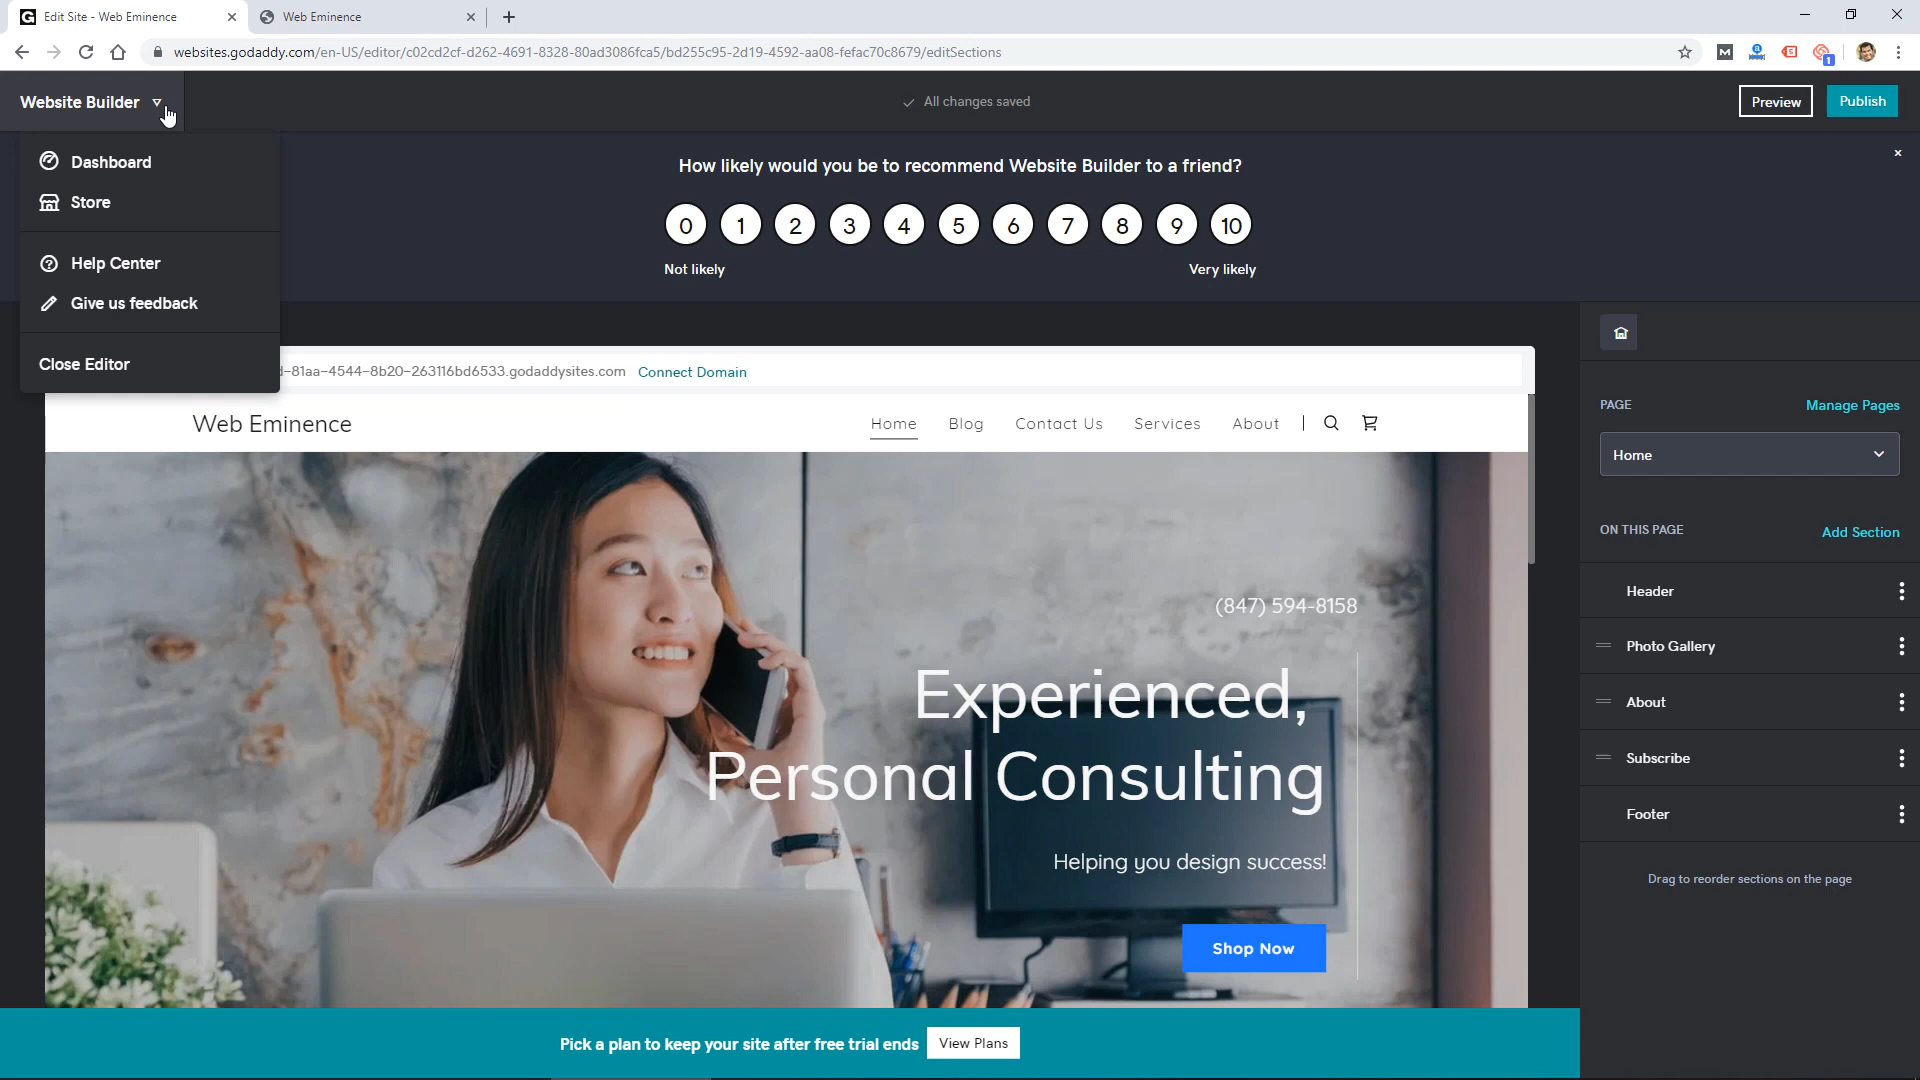 Edit Site - Web Eminence
Web Eminence
websites.godaddy.com/en-US/editor/c02cd2cf-d262-4691-8328-80ad3086fca5/bd255c95-2d19-4592-aa08-fefac70c8679/editSections
Website Builder
All changes saved
Preview
Publish
Dashboard
Store
Help Center
Give us feedback
Close Editor
How likely would you be to recommend Website Builder to a friend?
0 1 2 3 4 5 6 7 8 9 10
Not likely
Very likely
-81aa-4544-8b20-263116bd6533.godaddysites.com Connect Domain
Web Eminence
Home Blog Contact Us Services About
(847) 594-8158
Experienced,
Personal Consulting
Helping you design success!
Shop Now
PAGE
Manage Pages
Home
ON THIS PAGE
Add Section
Header
Photo Gallery
About
Subscribe
Footer
Drag to reorder sections on the page
Pick a plan to keep your site after free trial ends
View Plans